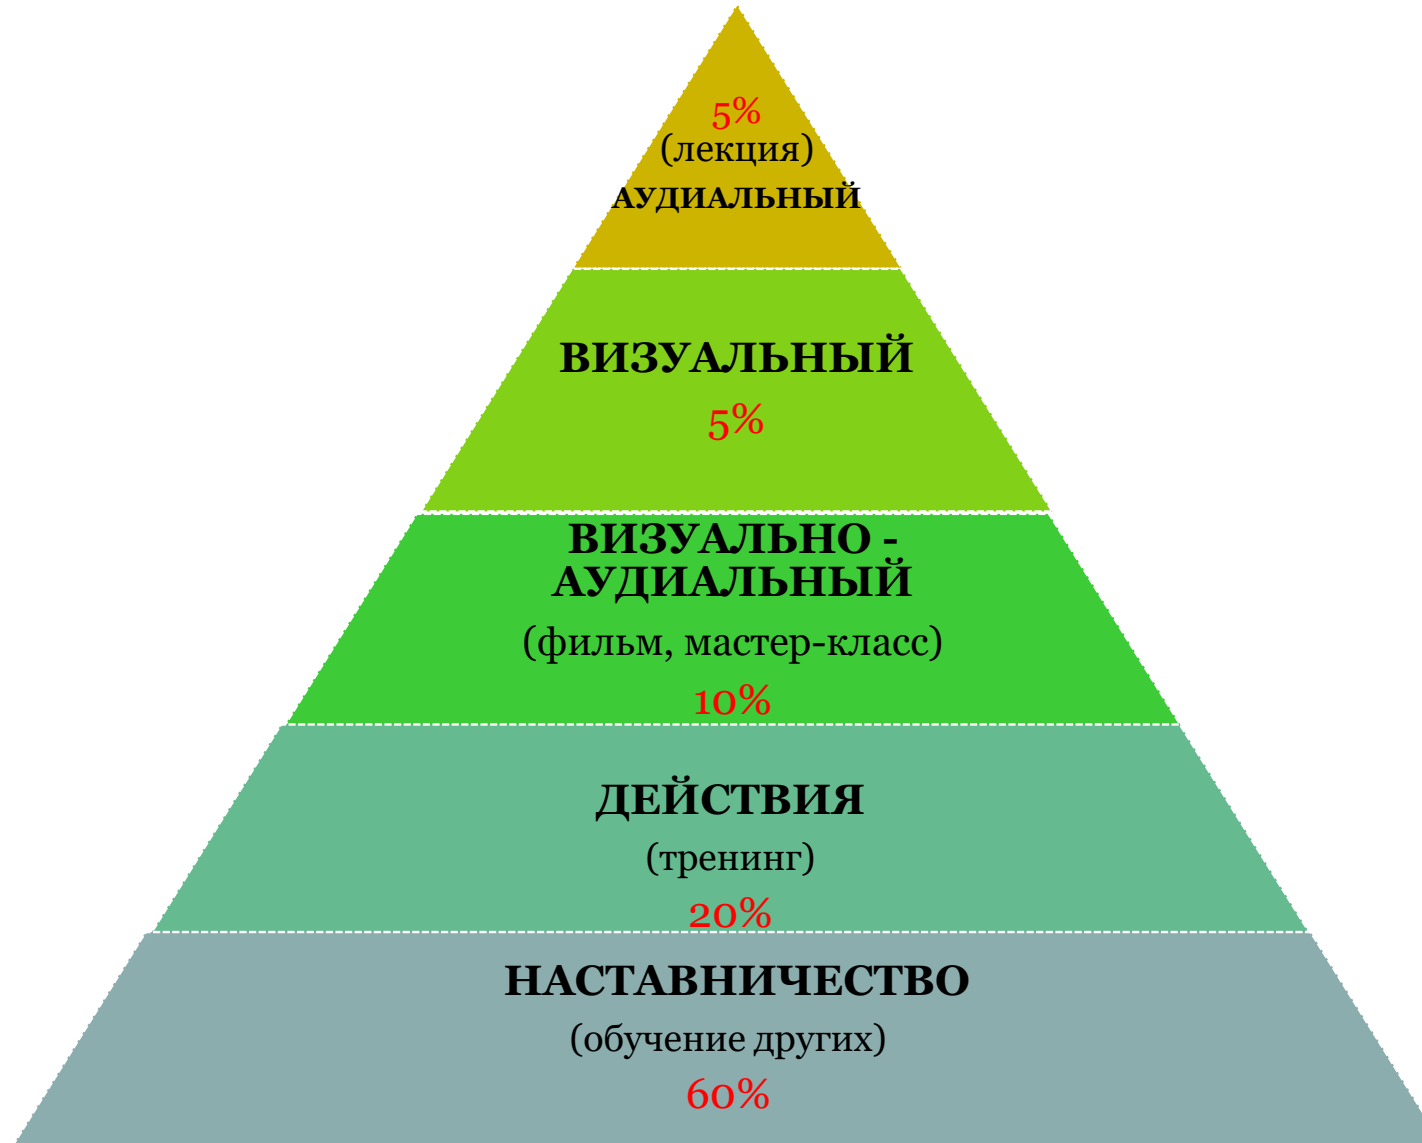 5%
(лекция)
АУДИАЛЬНЫЙ
ВИЗУАЛЬНЫЙ
5%
ВИЗУАЛЬНО -
АУДИАЛЬНЫЙ
(фильм, мастер-класс)
10%
ДЕЙСТВИЯ
(тренинг)
20%
НАСТАВНИЧЕСТВО
(обучение других)
60%